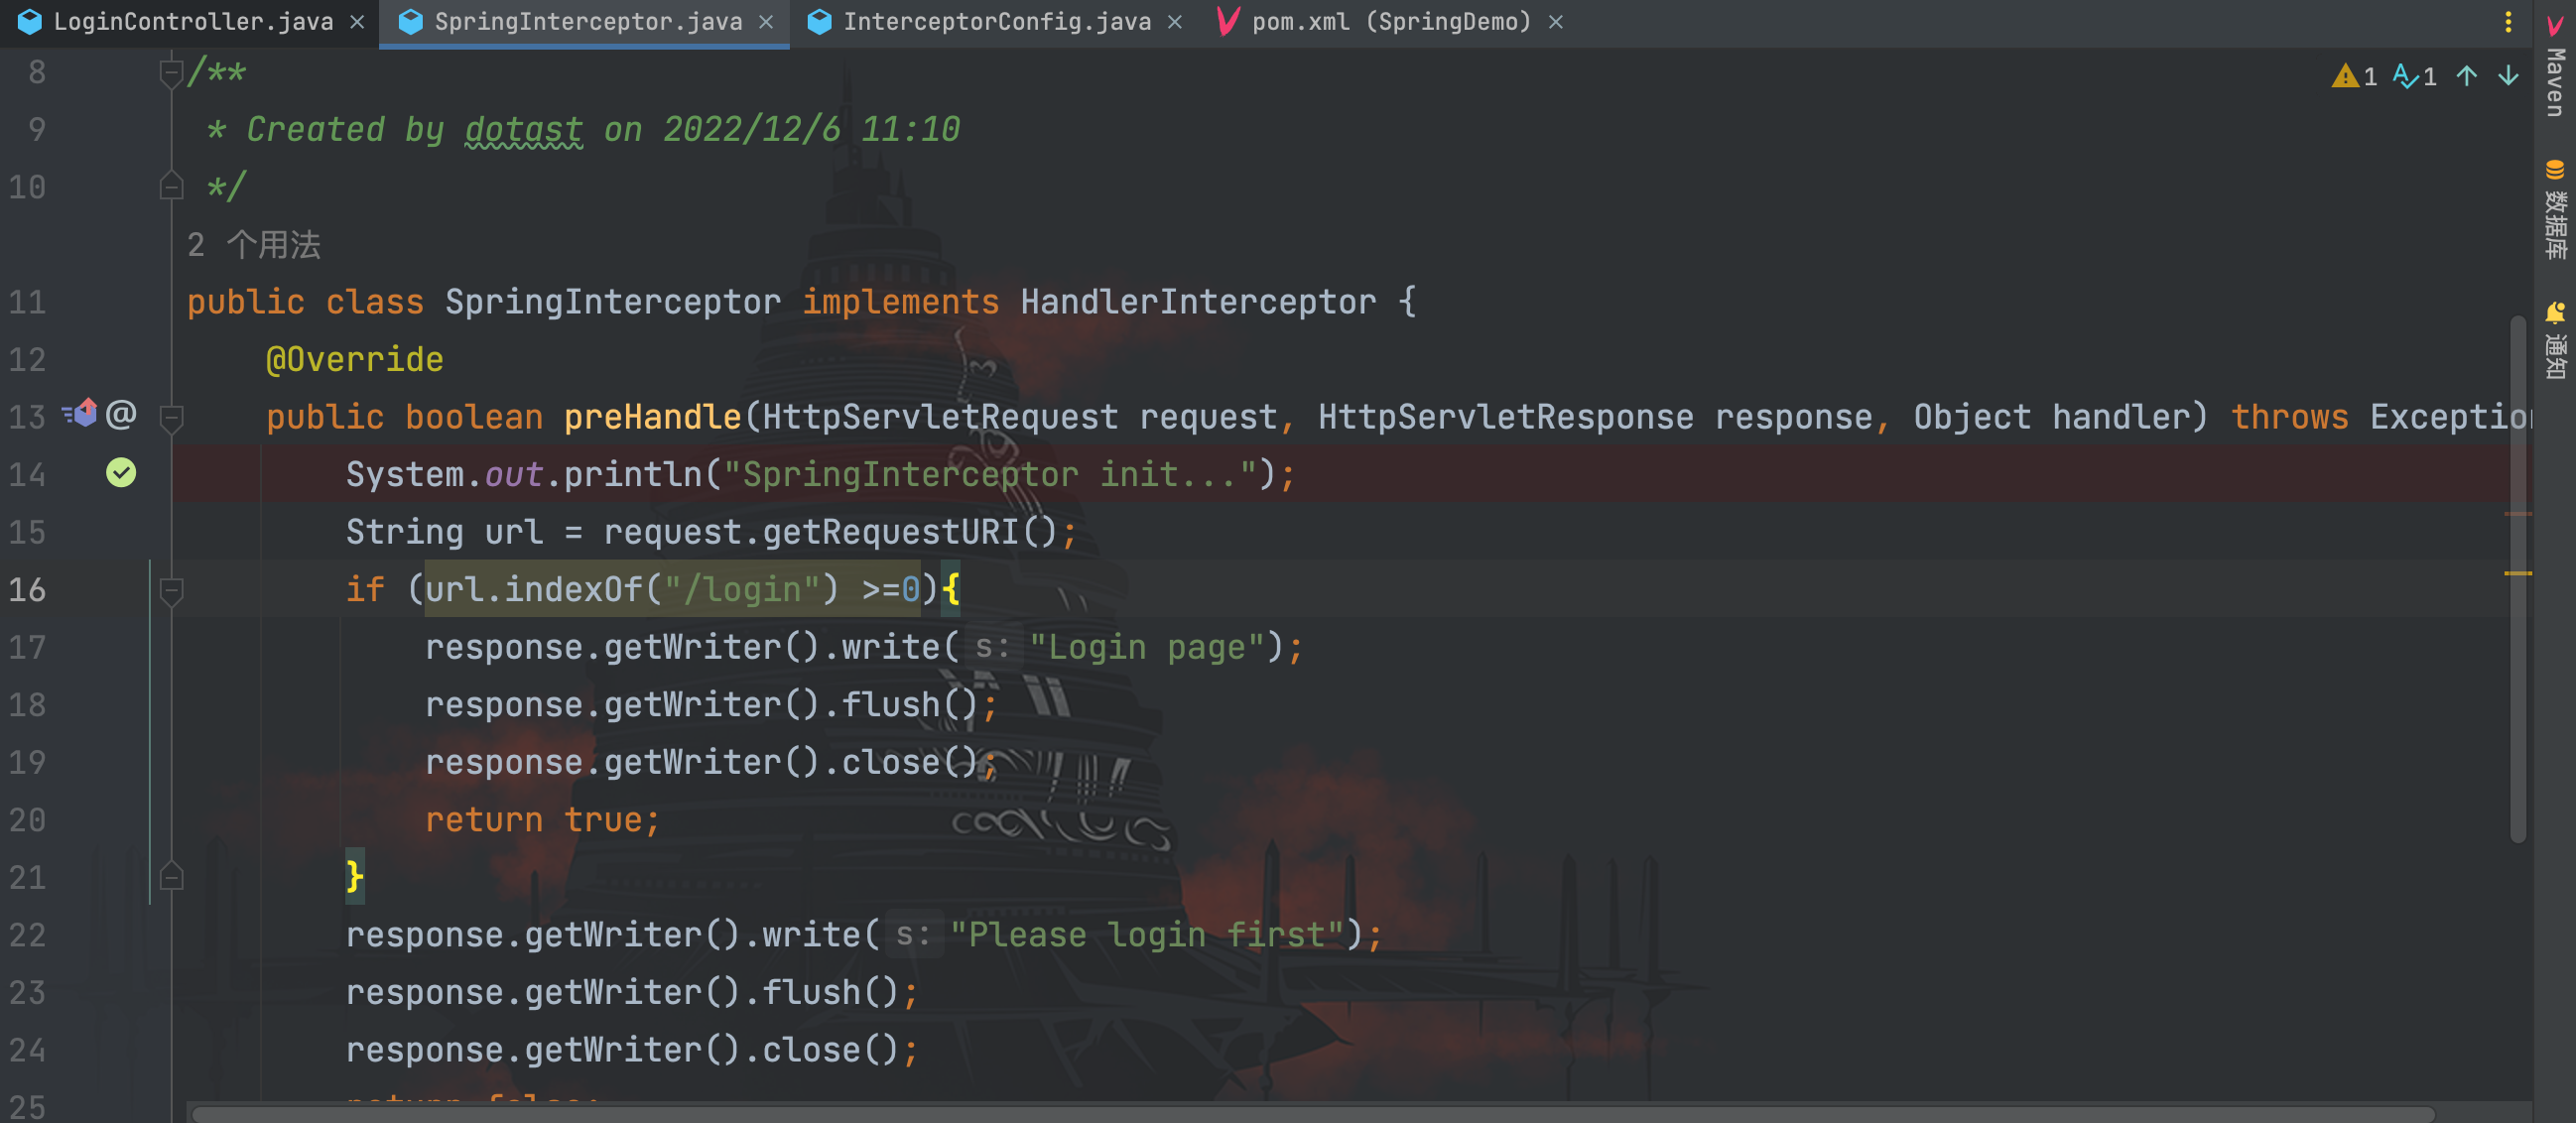 LoginController.java SpringInterceptor.java InterceptorConfig.java pom.xml (SpringDemo)
1 1
Maven
数据库
通知
8 /**
9 * Created by dotast on 2022/12/6 11:10
10 */
2 个用法
11 public class SpringInterceptor implements HandlerInterceptor {
12 @Override
13 @ public boolean preHandle(HttpServletRequest request, HttpServletResponse response, Object handler) throws Exception
14 System.out.println("SpringInterceptor init...");
15 String url = request.getRequestURI();
16 if (url.indexOf("/login") >=0){
17 response.getWriter().write( s: "Login page");
18 response.getWriter().flush();
19 response.getWriter().close();
20 return true;
21 }
22 response.getWriter().write( s: "Please login first");
23 response.getWriter().flush();
24 response.getWriter().close();
25 return false;